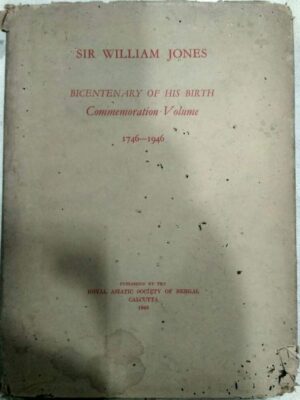 SIR WILLIAM JONES
BICENTENARY OF HIS BIRTH
Commemoration Volume
1746—1946
PUBLISHED BY THE
ROYAL ASIATIC SOCIETY OF BENGAL
CALCUTTA